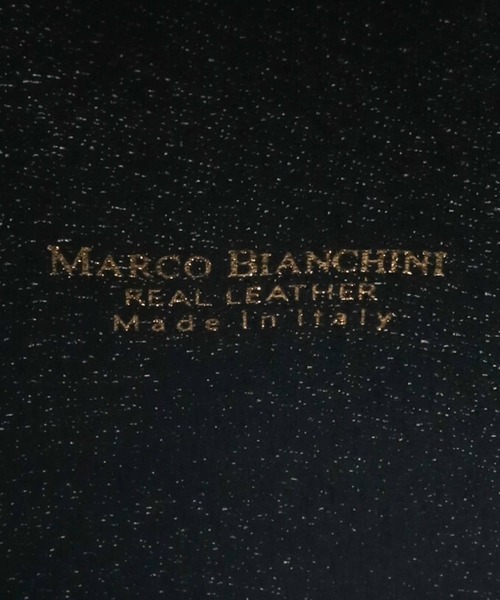 MARCO BIANCHINI
REAL LEATHER
Made In Italy